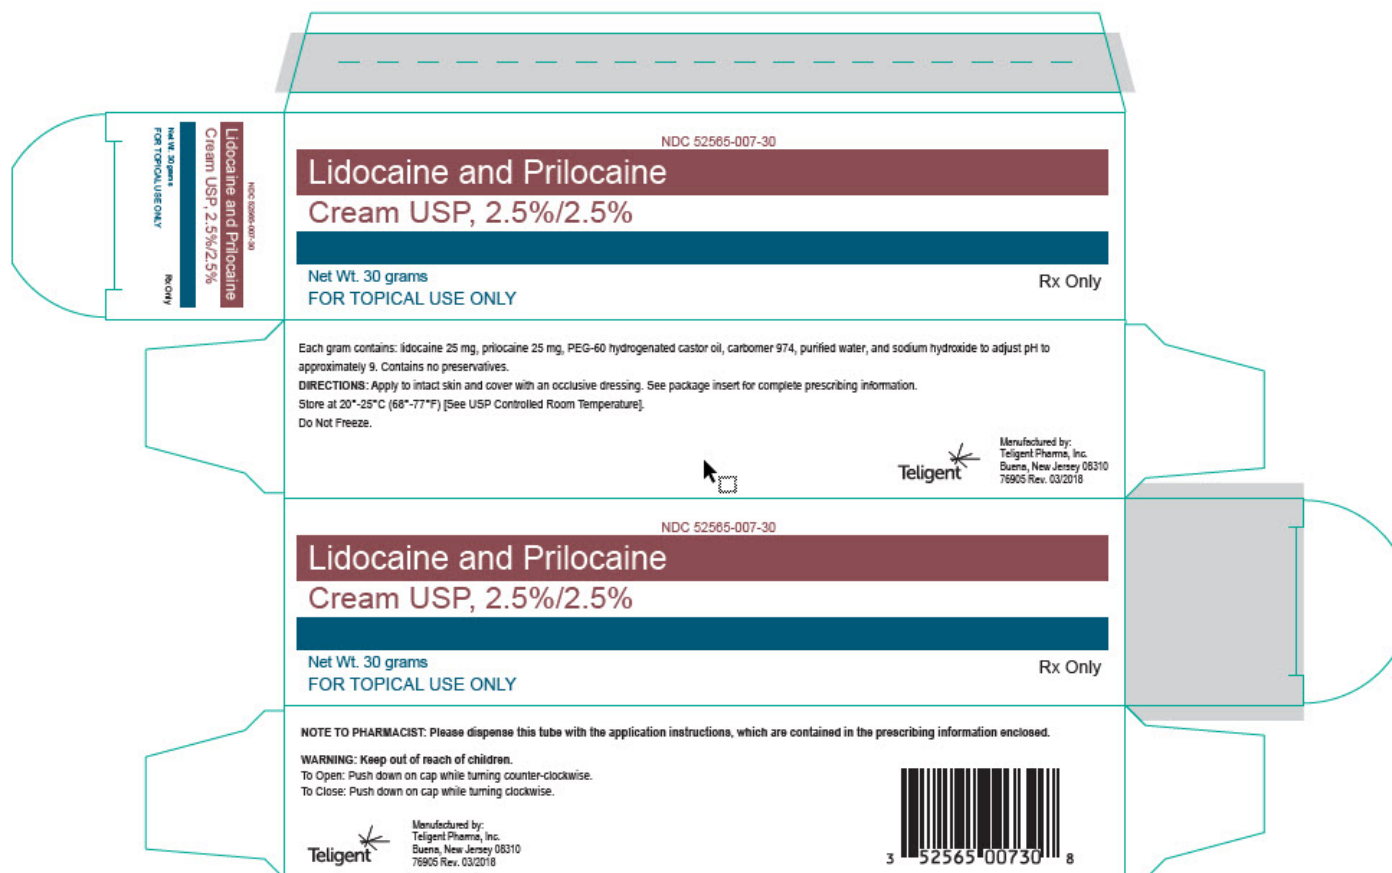 NDC 52565-007-30
Lidocaine and Prilocaine
Cream USP, 2.5%/2.5%
Net Wt. 30 grams
FOR TOPICAL USE ONLY
Rx Only
NDC 52565-007-30
Lidocaine and Prilocaine
Cream USP, 2.5%/2.5%
Net Wt. 30 grams
FOR TOPICAL USE ONLY
Rx Only
Each gram contains: lidocaine 25 mg, prilocaine 25 mg, PEG-60 hydrogenated castor oil, carbomer 974, purified water, and sodium hydroxide to adjust pH to
approximately 9. Contains no preservatives.
DIRECTIONS: Apply to intact skin and cover with an occlusive dressing. See package insert for complete prescribing information.
Store at 20°-25°C (68°-77°F) [See USP Controlled Room Temperature].
Do Not Freeze.
Teligent
Manufactured by:
Teligent Pharma, Inc.
Buena, New Jersey 08310
76905 Rev. 03/2018
NDC 52565-007-30
Lidocaine and Prilocaine
Cream USP, 2.5%/2.5%
Net Wt. 30 grams
FOR TOPICAL USE ONLY
Rx Only
NOTE TO PHARMACIST: Please dispense this tube with the application instructions, which are contained in the prescribing information enclosed.
WARNING: Keep out of reach of children.
To Open: Push down on cap while turning counter-clockwise.
To Close: Push down on cap while turning clockwise.
Teligent
Manufactured by:
Teligent Pharma, Inc.
Buena, New Jersey 08310
76905 Rev. 03/2018
3 52565 00730 8